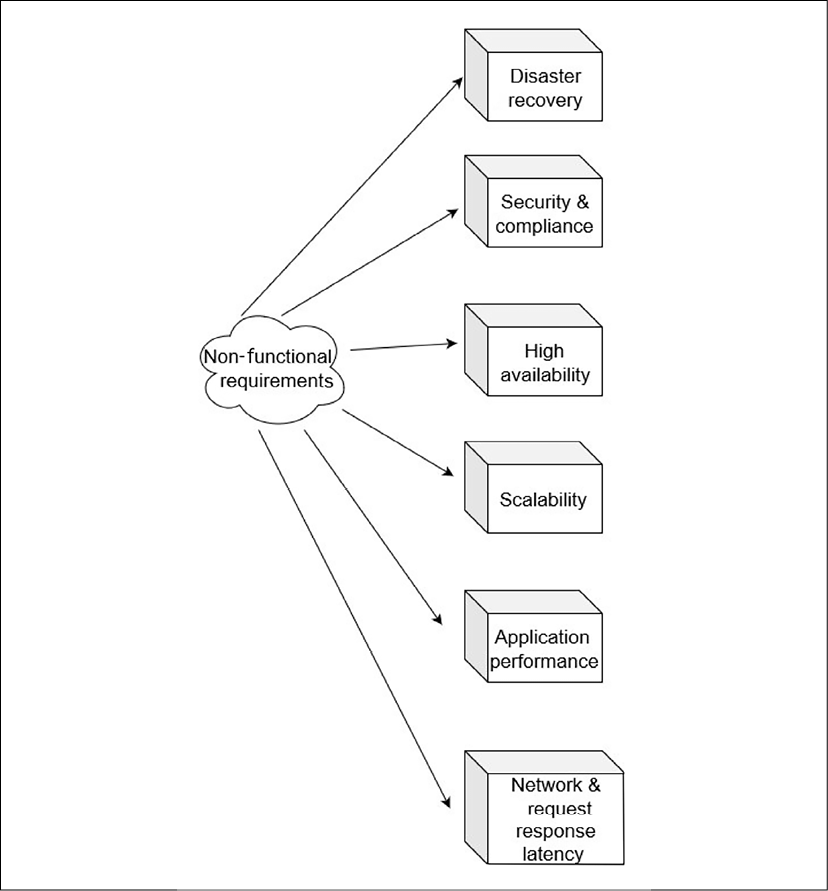 Disaster
recovery
Security &
compliance
High
availability
Non-functional
requirements
Scalability
Application
performance
Network &
request
response
latency